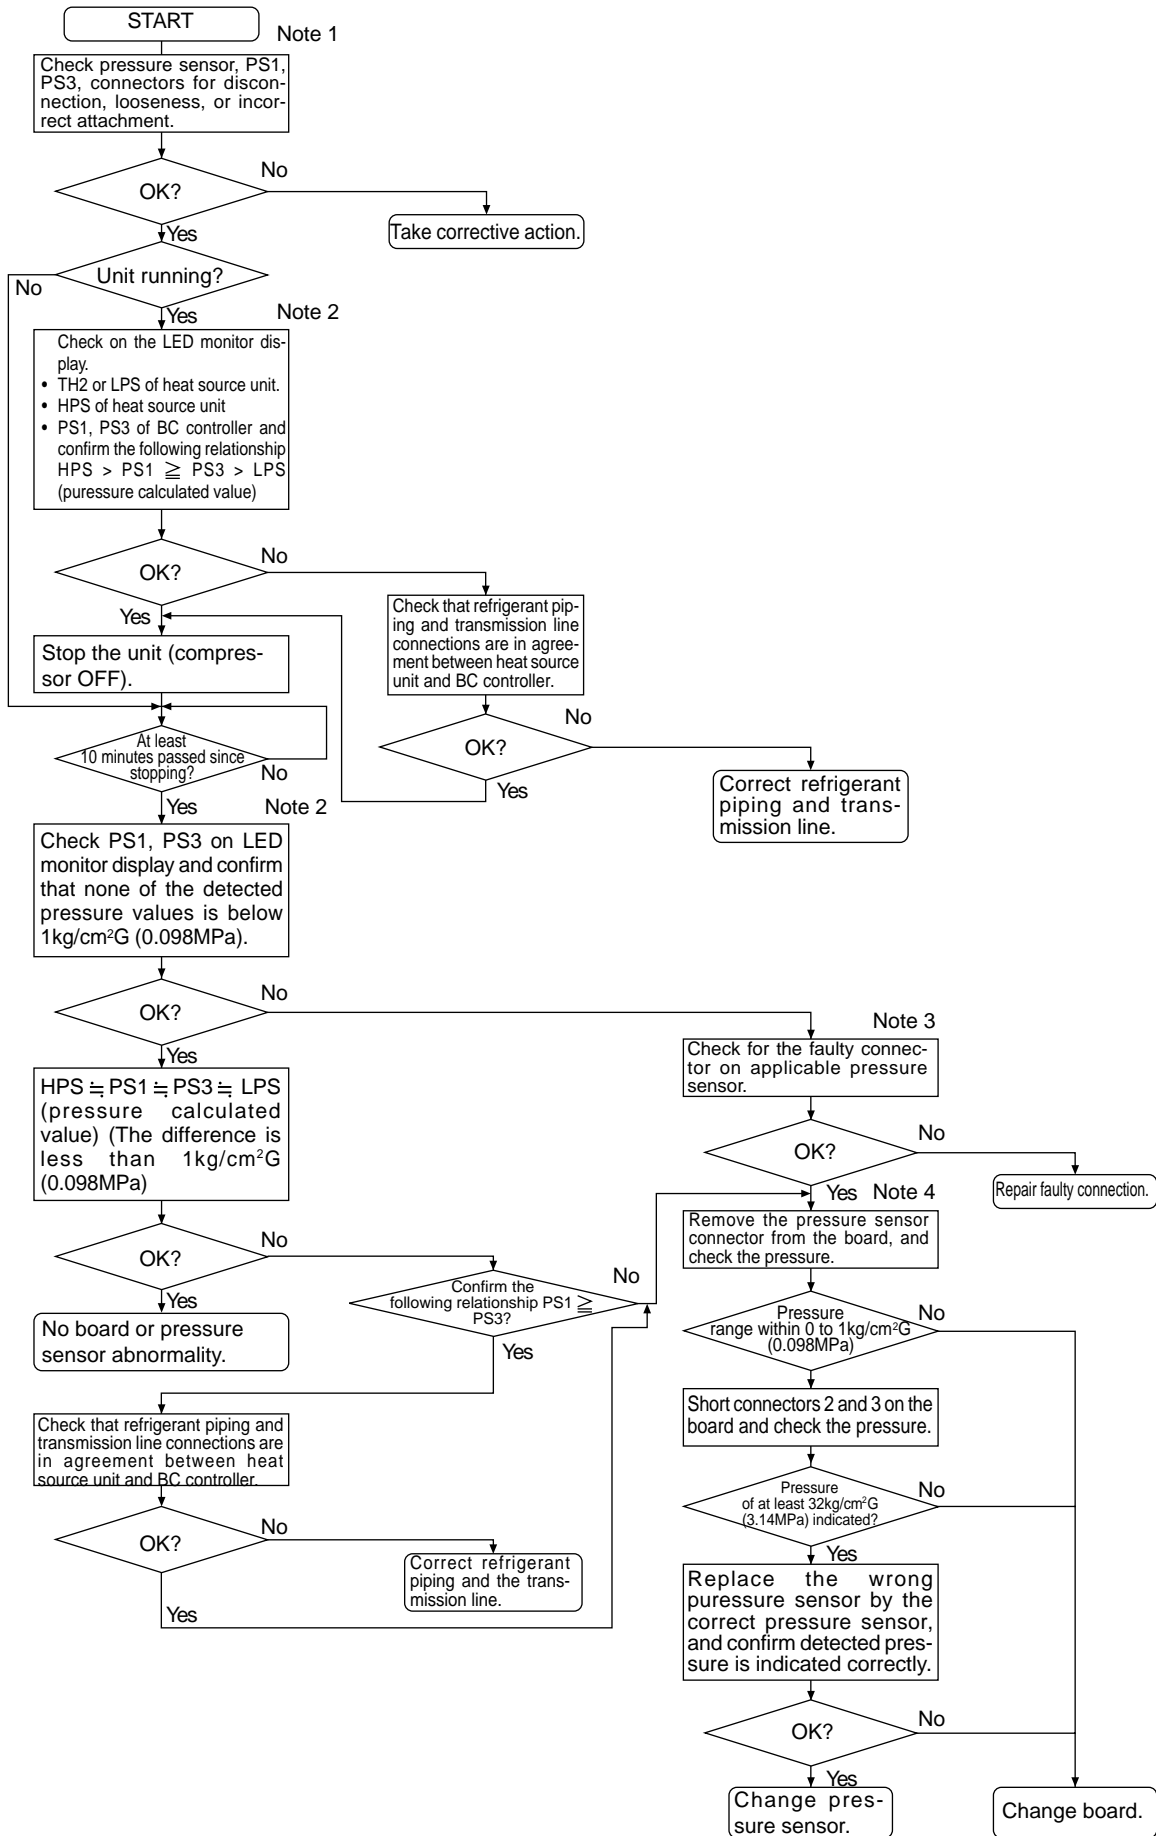 START
Note 1
Check pressure sensor, PS1,
PS3, connectors for discon-
nection, looseness, or incor-
rect attachment.
OK?
No
Yes
Take corrective action.
Unit running?
No
Yes
Note 2
Check on the LED monitor dis-
play.
• TH2 or LPS of heat source unit.
• HPS of heat source unit
• PS1, PS3 of BC controller and
confirm the following relationship
HPS > PS1 ≧ PS3 > LPS
(puressure calculated value)
OK?
No
Yes
Check that refrigerant pip-
ing and transmission line
connections are in agree-
ment between heat source
unit and BC controller.
Stop the unit (compres-
sor OFF).
OK?
No
Yes
Correct refrigerant
piping and trans-
mission line.
At least
10 minutes passed since
stopping?
No
Yes
Note 2
Check PS1, PS3 on LED
monitor display and confirm
that none of the detected
pressure values is below
1kg/cm²G (0.098MPa).
OK?
No
Yes
Note 3
Check for the faulty connec-
tor on applicable pressure
sensor.
HPS ≒ PS1 ≒ PS3 ≒ LPS
(pressure calculated
value) (The difference is
less than 1kg/cm²G
(0.098MPa)
OK?
No
Yes
Repair faulty connection.
Note 4
Remove the pressure sensor
connector from the board, and
check the pressure.
OK?
No
Yes
Confirm the
following relationship PS1 ≧
PS3?
No
Yes
No board or pressure
sensor abnormality.
Pressure
range within 0 to 1kg/cm²G
(0.098MPa)
No
Yes
Short connectors 2 and 3 on the
board and check the pressure.
Check that refrigerant piping and
transmission line connections are
in agreement between heat
source unit and BC controller.
Pressure
of at least 32kg/cm²G
(3.14MPa) indicated?
No
Yes
OK?
No
Yes
Correct refrigerant
piping and the trans-
mission line.
Replace the wrong
puressure sensor by the
correct pressure sensor,
and confirm detected pres-
sure is indicated correctly.
OK?
No
Yes
Change pres-
sure sensor.
Change board.